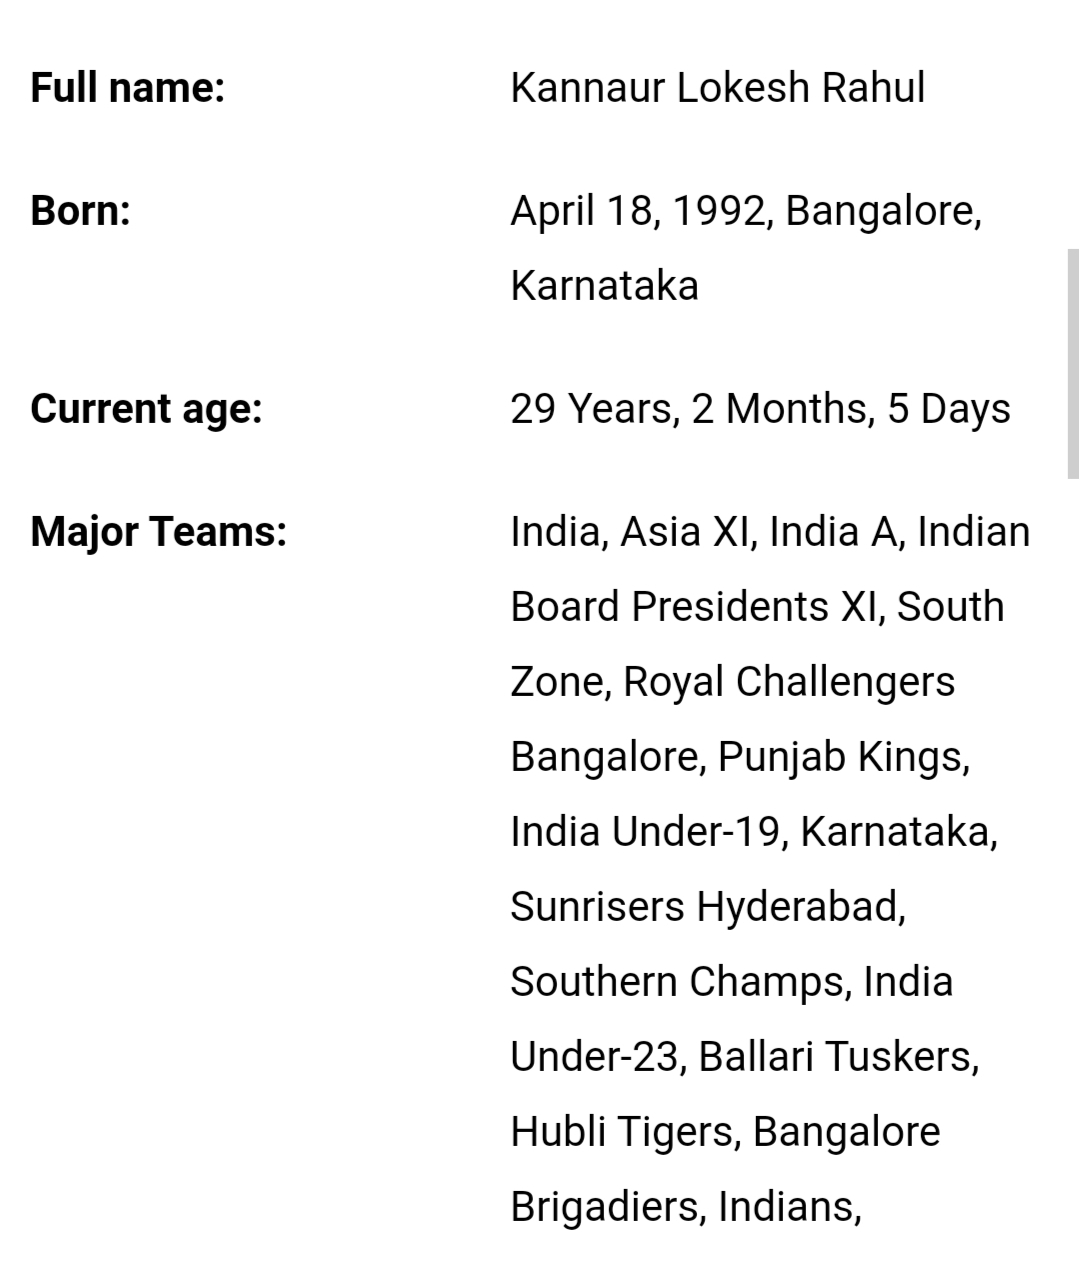 Full name: Kannaur Lokesh Rahul
Born: April 18, 1992, Bangalore,
Karnataka
Current age: 29 Years, 2 Months, 5 Days
Major Teams: India, Asia XI, India A, Indian
Board Presidents XI, South
Zone, Royal Challengers
Bangalore, Punjab Kings,
India Under-19, Karnataka,
Sunrisers Hyderabad,
Southern Champs, India
Under-23, Ballari Tuskers,
Hubli Tigers, Bangalore
Brigadiers, Indians,